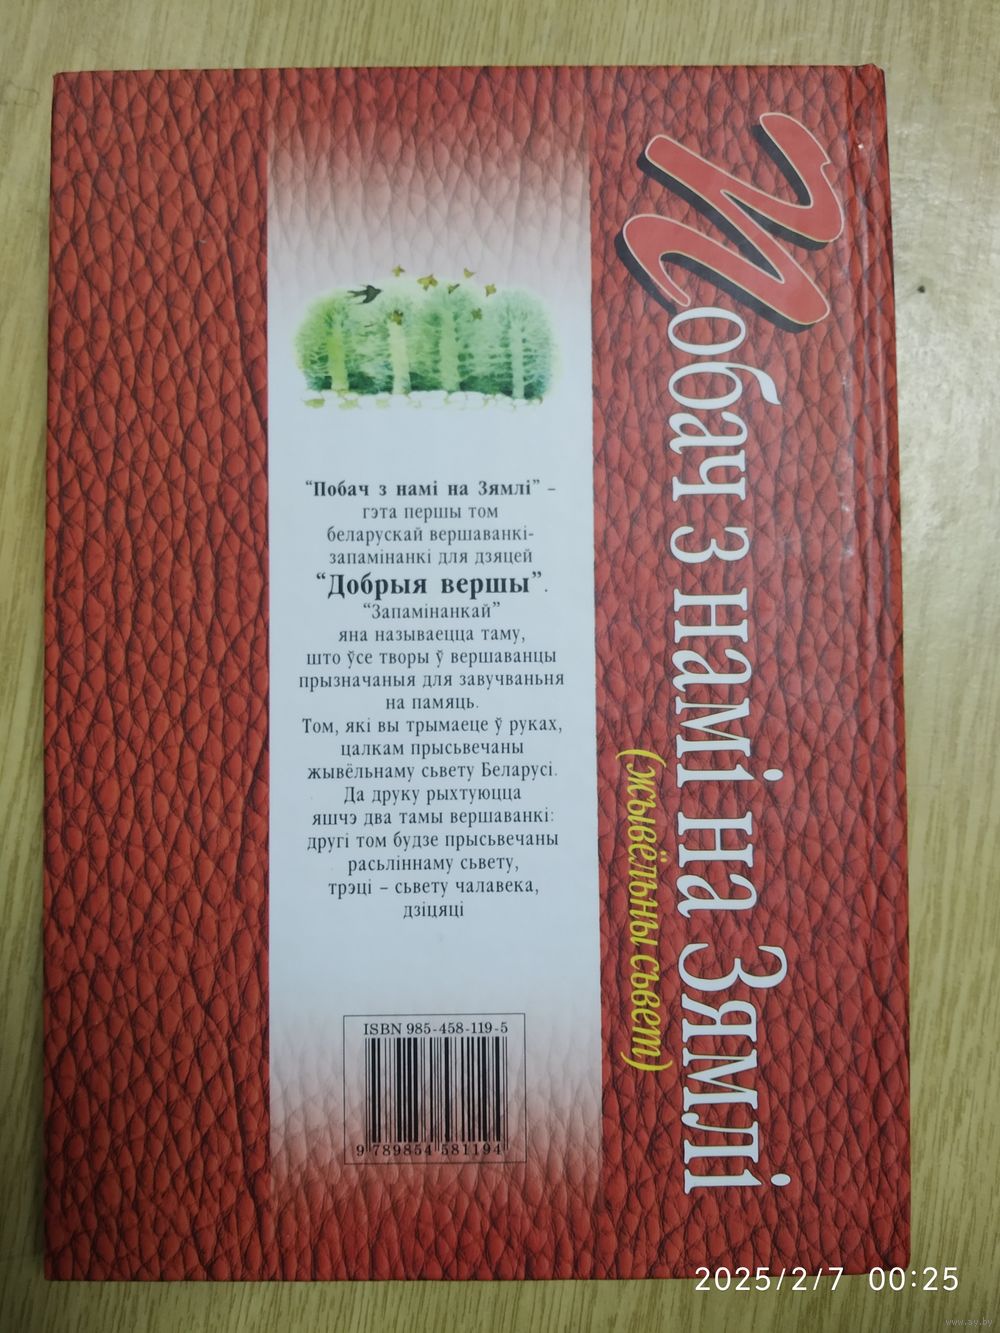 Побач з намі на Зямлі
(жывёльны сьвет)
“Побач з намі на Зямлі” –
гэта першы том
беларускай вершаванкі-
запамінанкі для дзяцей
“Добрыя вершы”.
“Запамінанкай”
яна называецца таму,
што ўсе творы ў вершаванцы
прызначаныя для завучваньня
на памяць.
Том, які вы трымаеце ў руках,
цалкам прысьвечаны
жывёльнаму сьвету Беларусі.
Да друку рыхтуюцца
яшчэ два тамы вершаванкі:
другі том будзе прысьвечаны
расьліннаму сьвету,
трэці – сьвету чалавека,
дзіцяці
ISBN 985-458-119-5
9 789854 581194
2025/2/7 00:25
www.ay.by